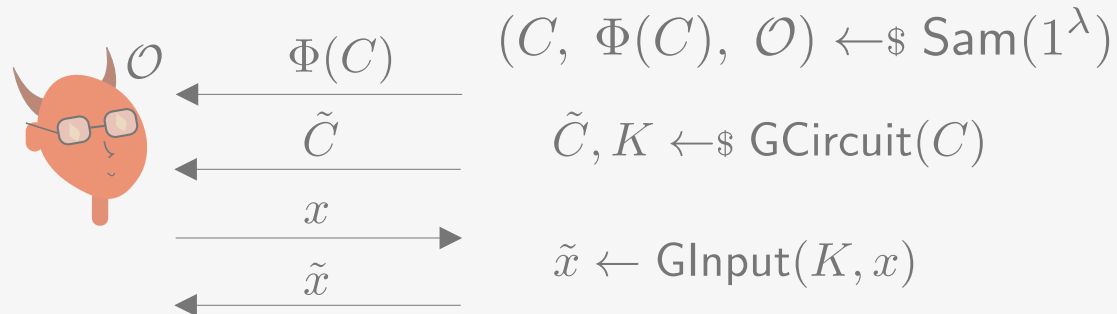 𝒪 Φ(C) (C, Φ(C), 𝒪) ←$ Sam(1^λ)
C̃ C̃, K ←$ GCircuit(C)
x
x̃ x̃ ← GInput(K, x)